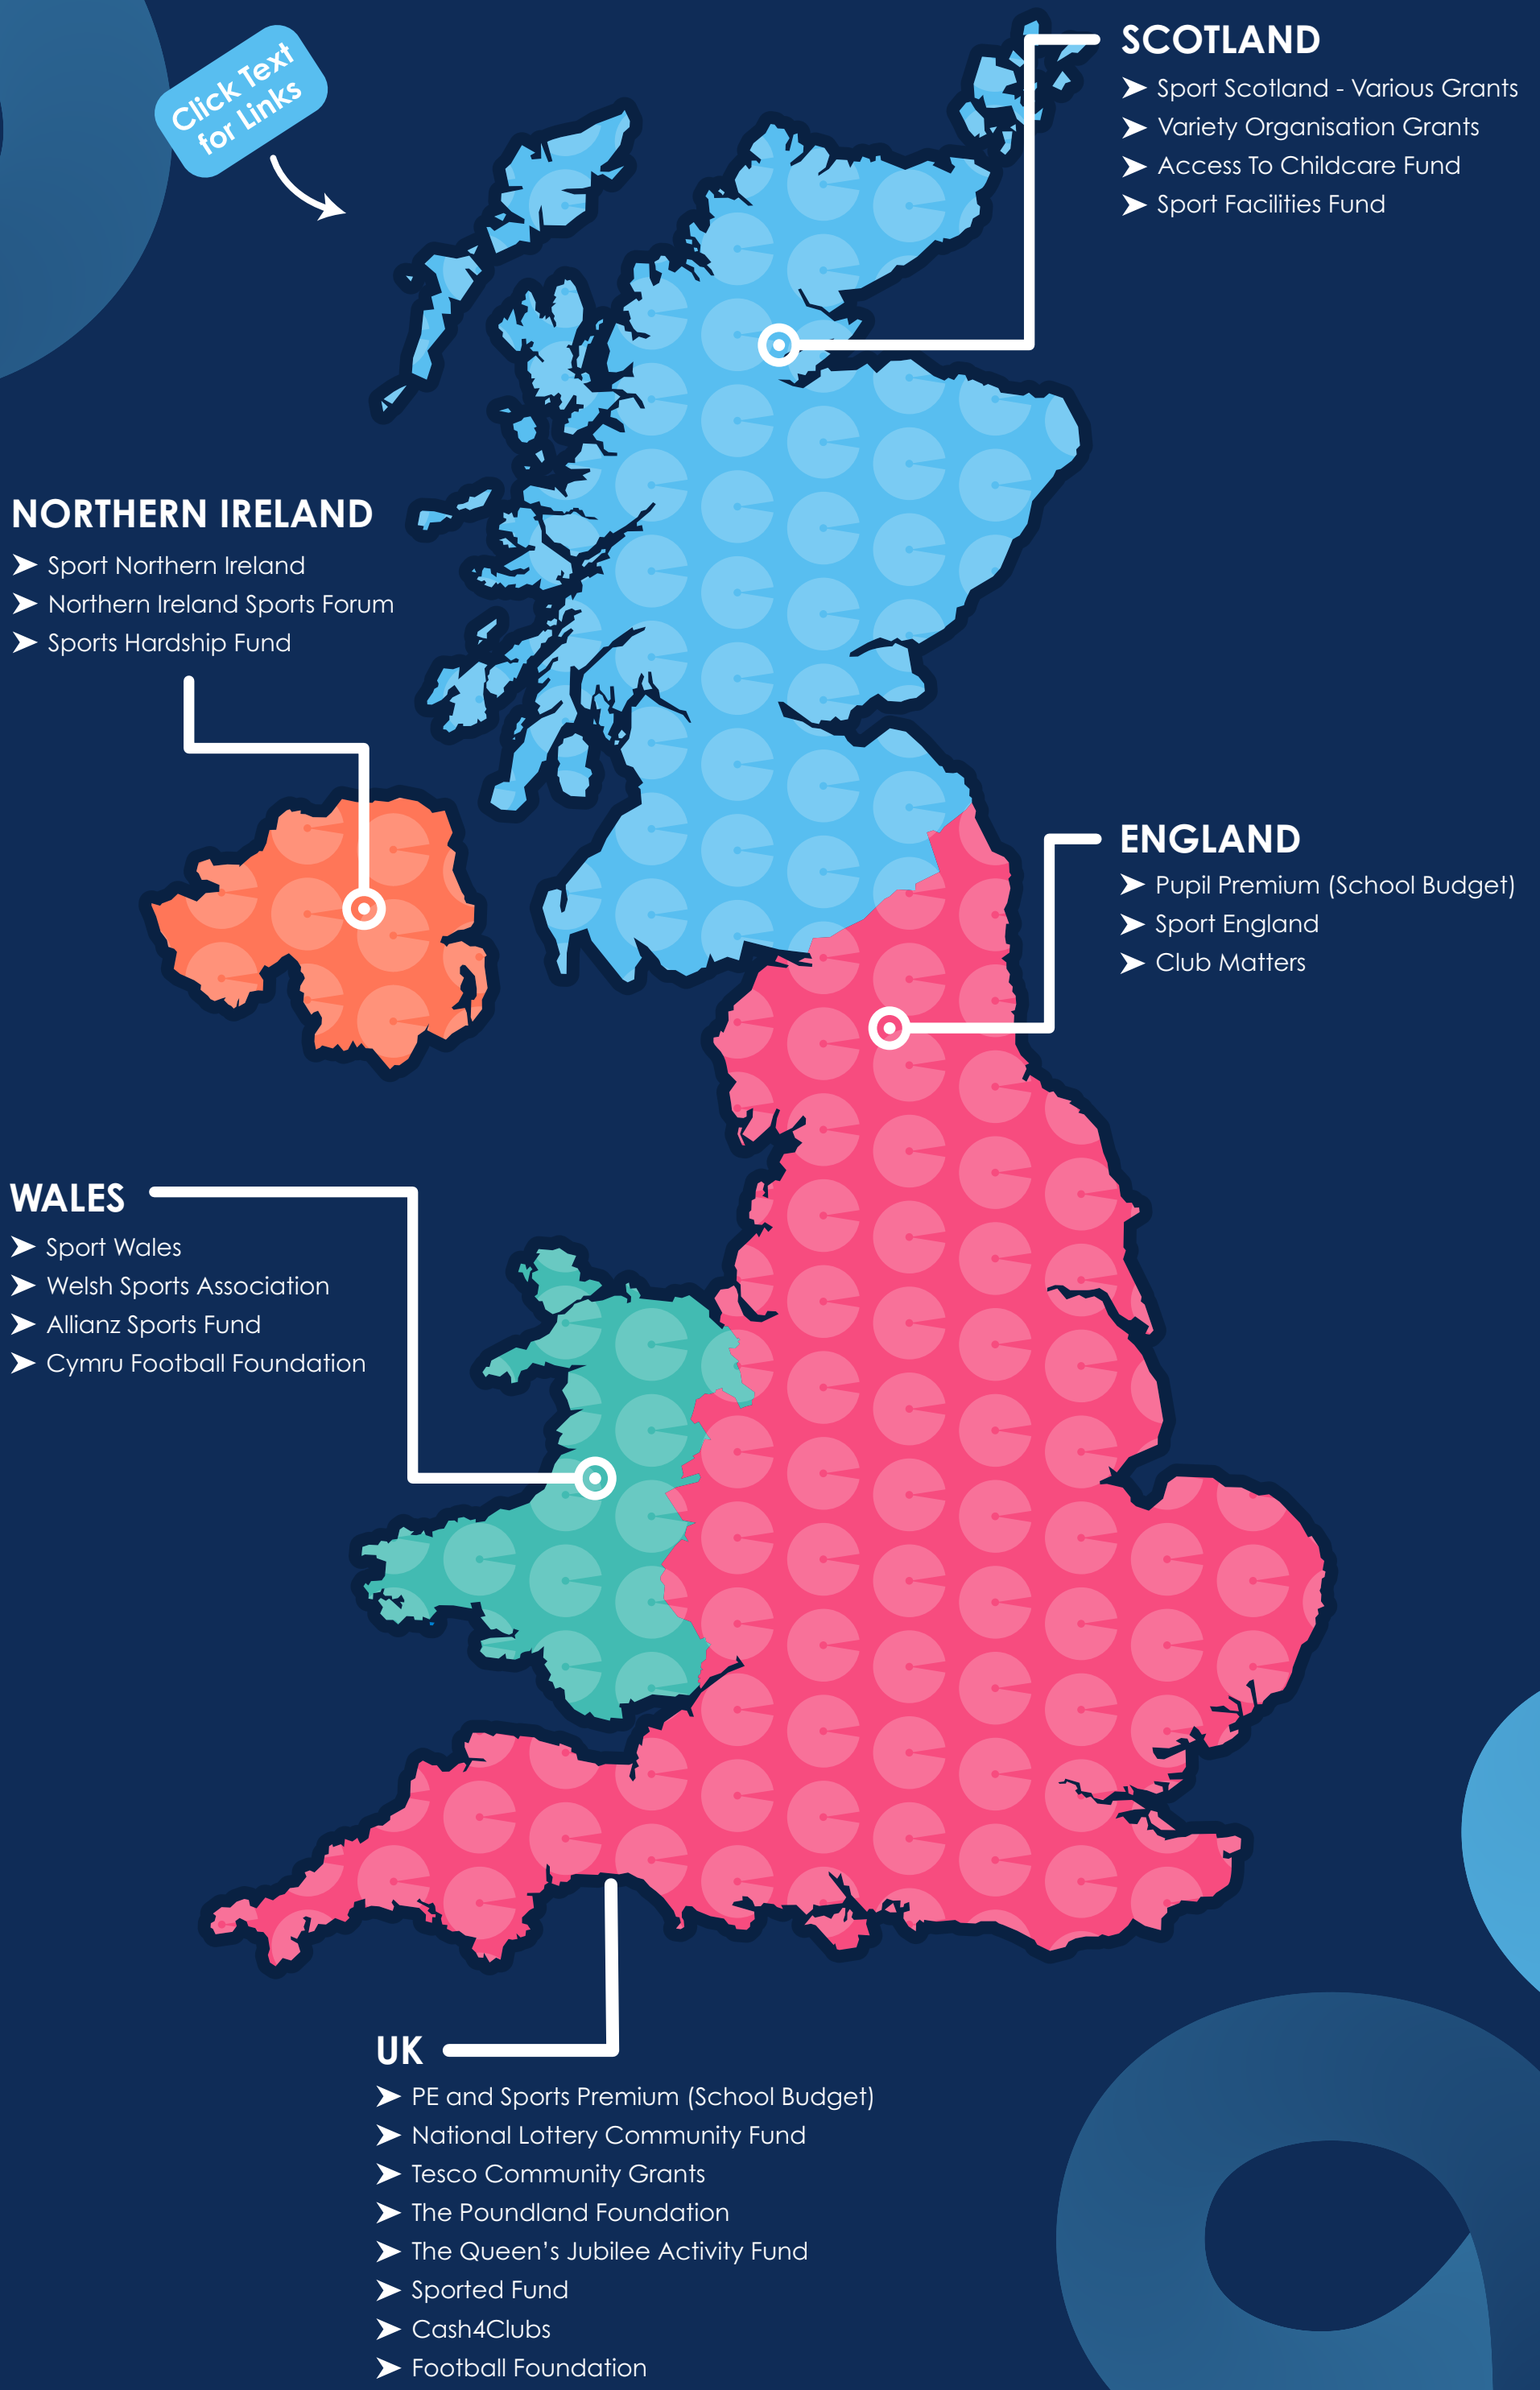 Click Text
for Links
SCOTLAND
Sport Scotland - Various Grants
Variety Organisation Grants
Access To Childcare Fund
Sport Facilities Fund
NORTHERN IRELAND
Sport Northern Ireland
Northern Ireland Sports Forum
Sports Hardship Fund
ENGLAND
Pupil Premium (School Budget)
Sport England
Club Matters
WALES
Sport Wales
Welsh Sports Association
Allianz Sports Fund
Cymru Football Foundation
UK
PE and Sports Premium (School Budget)
National Lottery Community Fund
Tesco Community Grants
The Poundland Foundation
The Queen’s Jubilee Activity Fund
Sported Fund
Cash4Clubs
Football Foundation